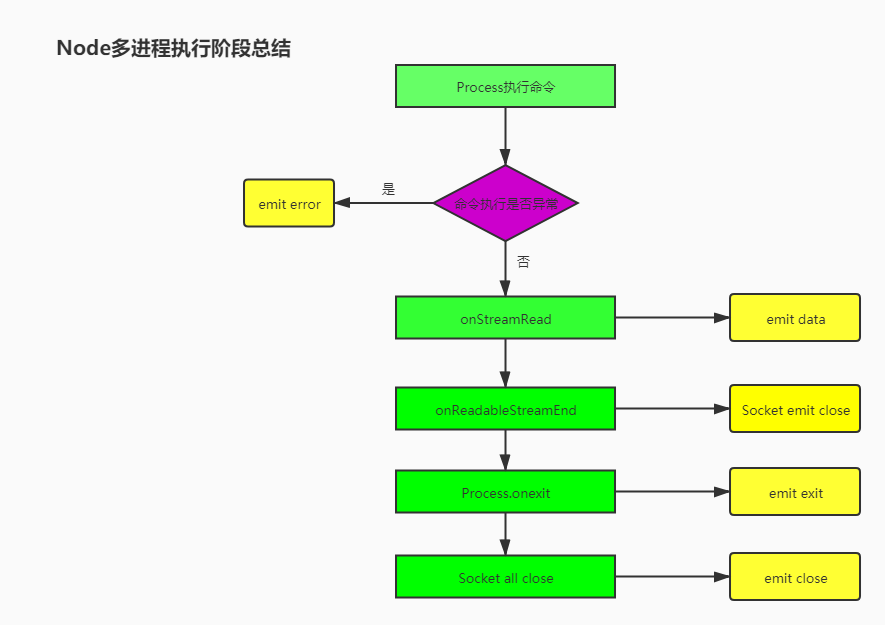 Node多进程执行阶段总结
Process执行命令
是
emit error
命令执行是否异常
否
onStreamRead
emit data
onReadableStreamEnd
Socket emit close
Process.onexit
emit exit
Socket all close
emit close